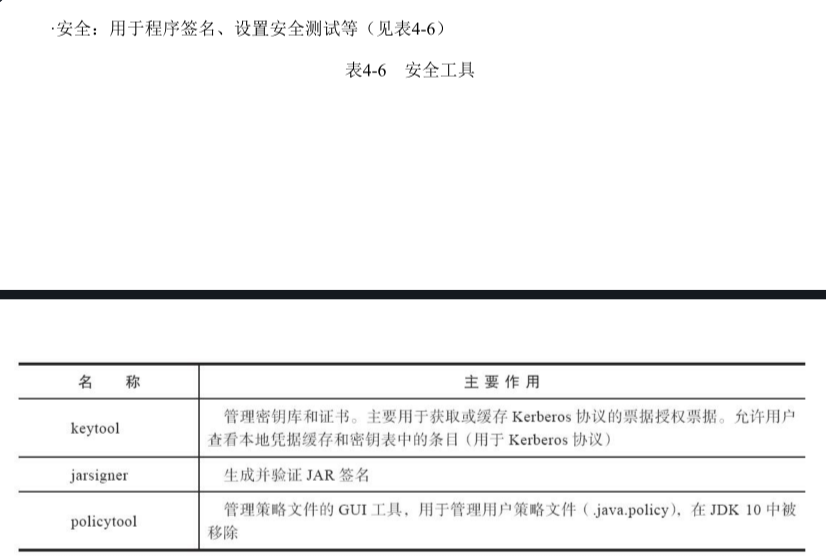 ·安全：用于程序签名、设置安全测试等（见表4-6）
表4-6 安全工具
名 称 主 要 作 用
keytool 管理密钥库和证书。主要用于获取或缓存 Kerberos 协议的票据授权票据。允许用户
查看本地凭据缓存和密钥表中的条目（用于 Kerberos 协议）
jarsigner 生成并验证 JAR 签名
policytool 管理策略文件的 GUI 工具，用于管理用户策略文件（.java.policy），在 JDK 10 中被
移除